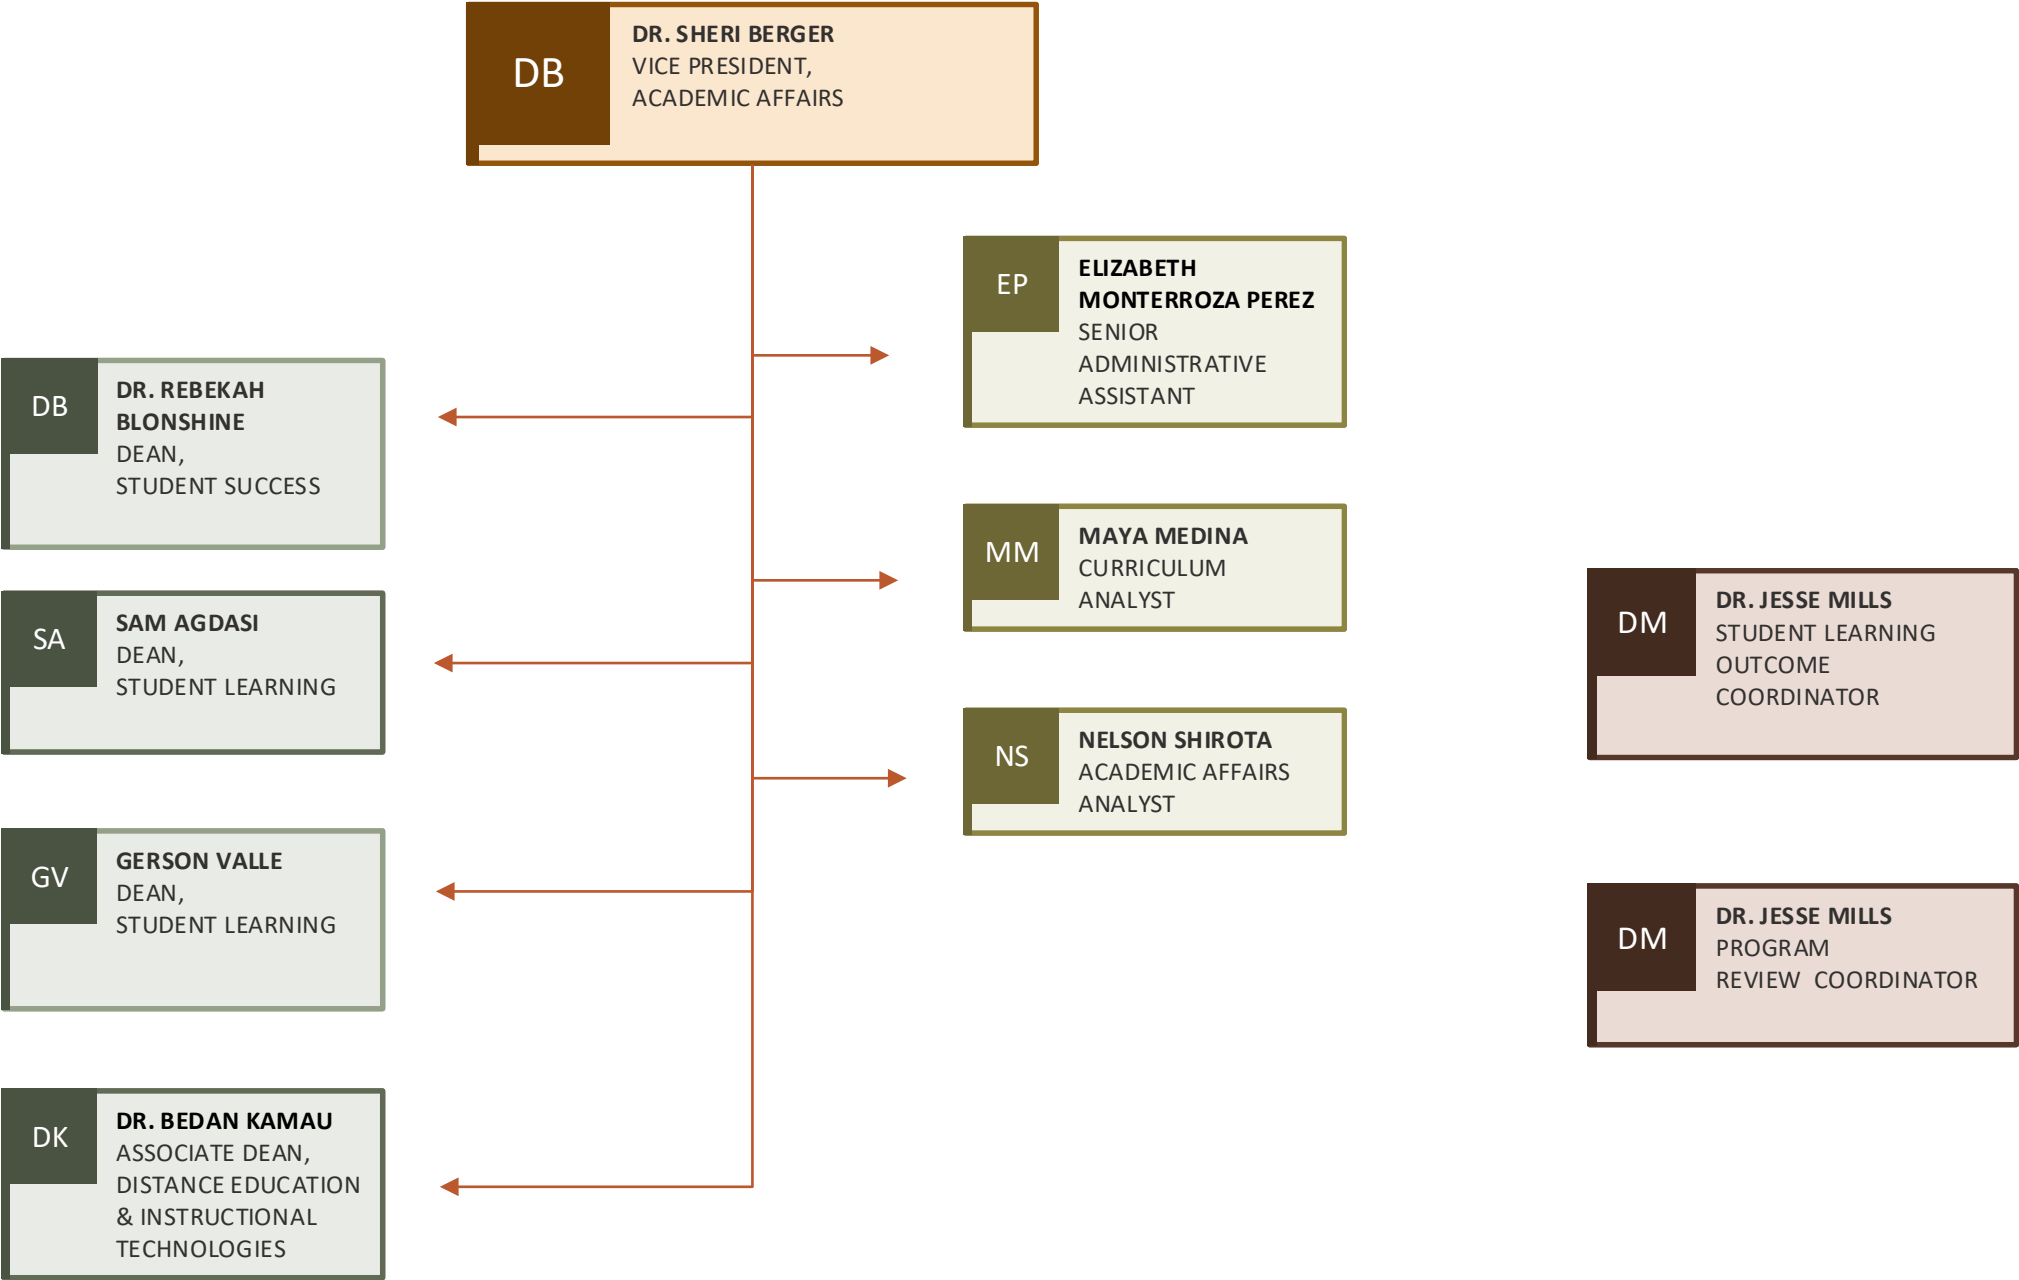 DB
DR. SHERI BERGER
VICE PRESIDENT,
ACADEMIC AFFAIRS
EP
ELIZABETH
MONTERROZA PEREZ
SENIOR
ADMINISTRATIVE
ASSISTANT
DB
DR. REBEKAH
BLONSHINE
DEAN,
STUDENT SUCCESS
MM
MAYA MEDINA
CURRICULUM
ANALYST
DM
DR. JESSE MILLS
STUDENT LEARNING
OUTCOME
COORDINATOR
SA
SAM AGDASI
DEAN,
STUDENT LEARNING
NS
NELSON SHIROTA
ACADEMIC AFFAIRS
ANALYST
GV
GERSON VALLE
DEAN,
STUDENT LEARNING
DM
DR. JESSE MILLS
PROGRAM
REVIEW  COORDINATOR
DK
DR. BEDAN KAMAU
ASSOCIATE DEAN,
DISTANCE EDUCATION
& INSTRUCTIONAL
TECHNOLOGIES